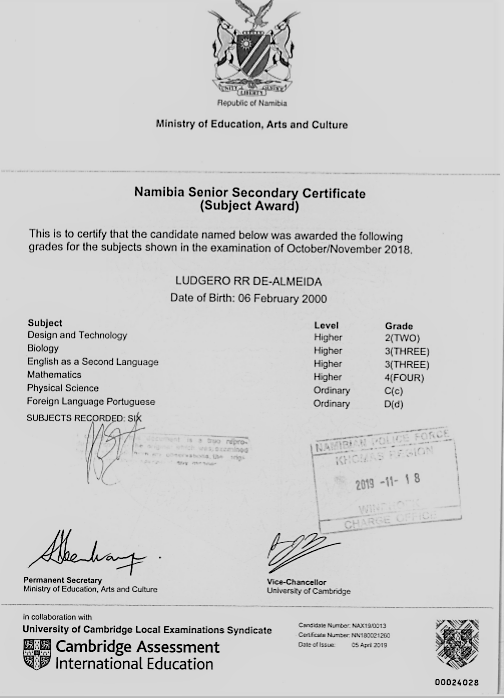 UNITY LIBERTY JUSTICE
Republic of Namibia
Ministry of Education, Arts and Culture
Namibia Senior Secondary Certificate
(Subject Award)
This is to certify that the candidate named below was awarded the following
grades for the subjects shown in the examination of October/November 2018.
LUDGERO RR DE-ALMEIDA
Date of Birth: 06 February 2000
Subject Level Grade
Design and Technology Higher 2(TWO)
Biology Higher 3(THREE)
English as a Second Language Higher 3(THREE)
Mathematics Higher 4(FOUR)
Physical Science Ordinary C(c)
Foreign Language Portuguese Ordinary D(d)
SUBJECTS RECORDED: SIX
is a true repro-
NAMIBIAN POLICE FORCE
KHOMAS REGION
2019 -11- 18
WINDHOEK
CHARGE OFFICE
Permanent Secretary
Ministry of Education, Arts and Culture
Vice-Chancellor
University of Cambridge
in collaboration with
University of Cambridge Local Examinations Syndicate
Cambridge Assessment
International Education
Candidate Number: NAX19/0013
Certificate Number: NN180021260
Date of Issue: 05 April 2019
00024028